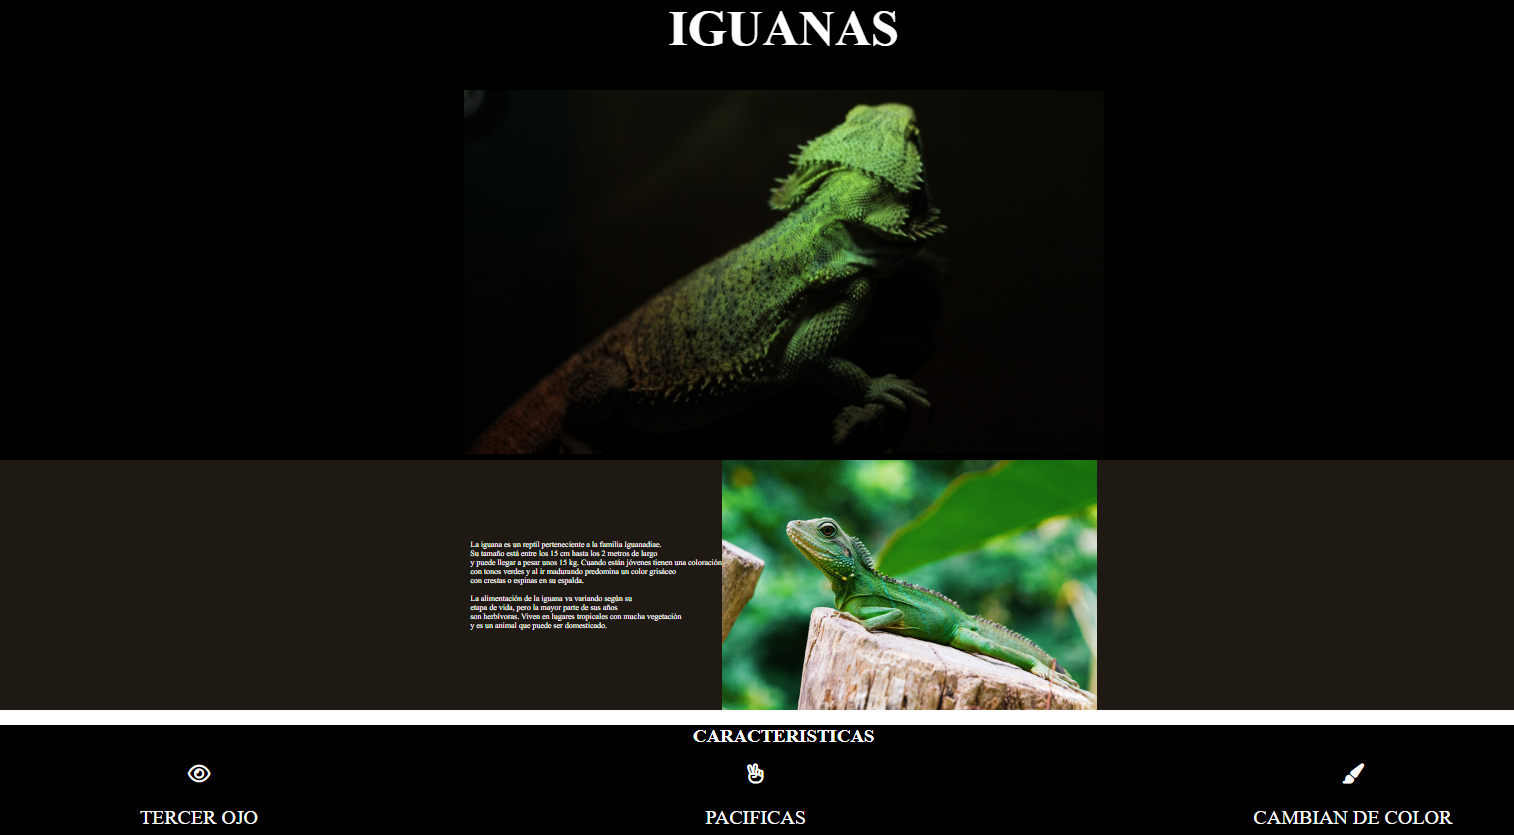 IGUANAS
La iguana es un reptil perteneciente a la familia Iguanadiae.
Su tamaño está entre los 15 cm hasta los 2 metros de largo
y puede llegar a pesar unos 15 kg. Cuando están jóvenes tienen una coloración
con tonos verdes y al ir madurando predomina un color grisáceo
con crestas o espinas en su espalda.
La alimentación de la iguana va variando según su
etapa de vida, pero la mayor parte de sus años
son herbívoras. Viven en lugares tropicales con mucha vegetación
y es un animal que puede ser domesticado.
CARACTERISTICAS
TERCER OJO
PACIFICAS
CAMBIAN DE COLOR